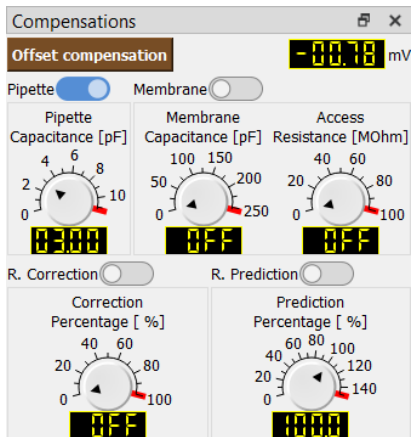 Compensations
Offset compensation -00.78 mV
Pipette Membrane
Pipette Capacitance [pF]
0 2 4 6 8 10
03.00
Membrane Capacitance [pF]
0 50 100 150 200 250
OFF
Access Resistance [MOhm]
0 20 40 60 80 100
OFF
R. Correction R. Prediction
Correction Percentage [ %]
0 20 40 60 80 100
OFF
Prediction Percentage [ %]
0 20 40 60 80 100 120 140
100.0